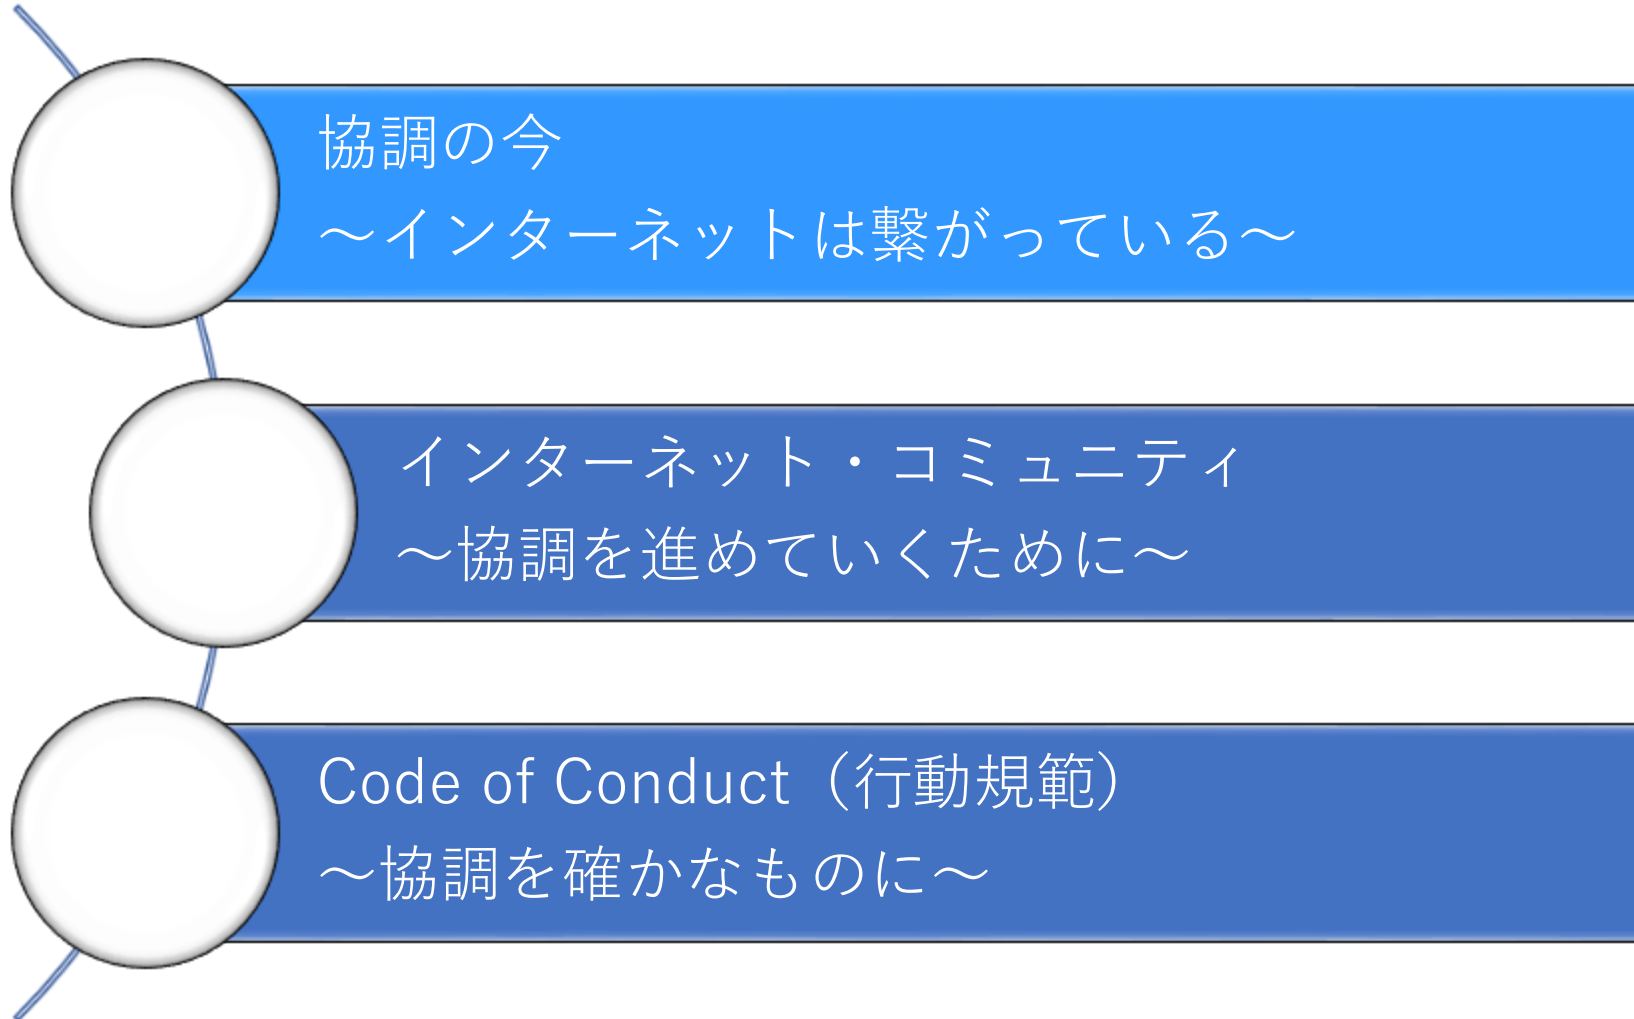 協調の今
～インターネットは繋がっている～
インターネット・コミュニティ
～協調を進めていくために～
Code of Conduct（行動規範）
～協調を確かなものに～